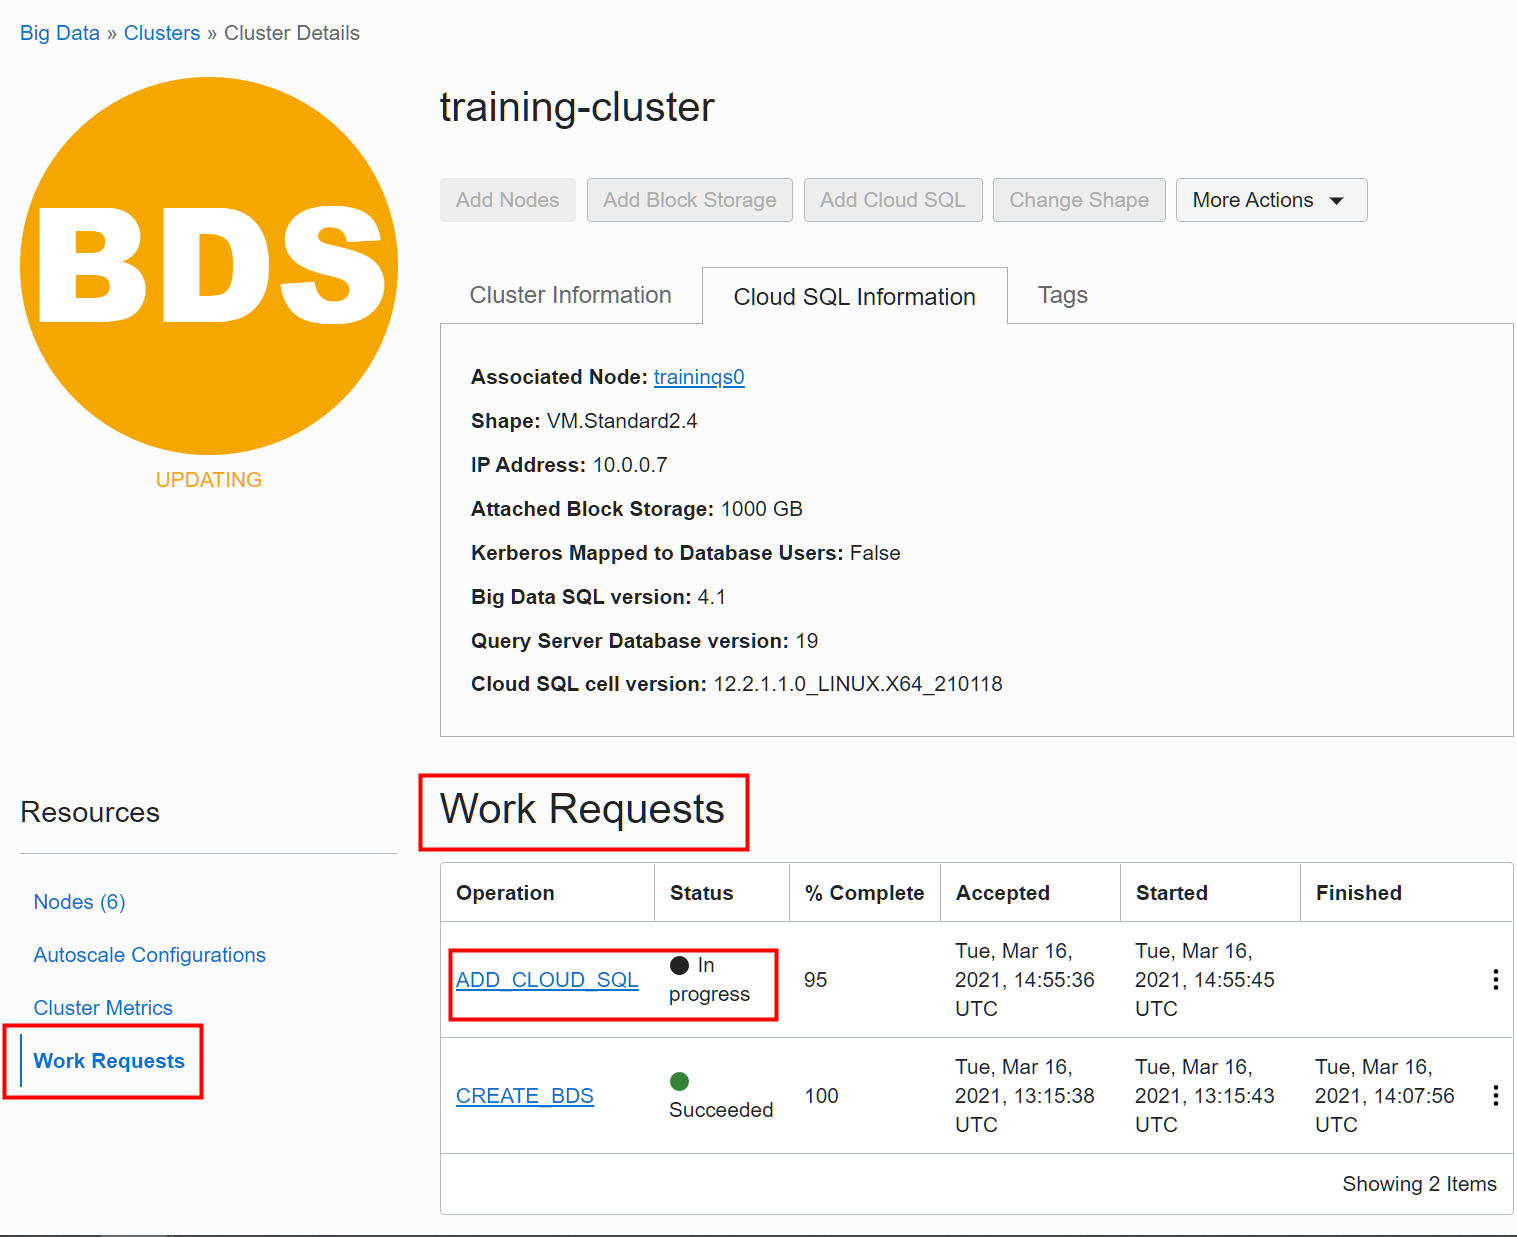 Big Data » Clusters » Cluster Details
BDS
UPDATING
training-cluster
Add Nodes Add Block Storage Add Cloud SQL Change Shape More Actions
Cluster Information Cloud SQL Information Tags
Associated Node: traininqs0
Shape: VM.Standard2.4
IP Address: 10.0.0.7
Attached Block Storage: 1000 GB
Kerberos Mapped to Database Users: False
Big Data SQL version: 4.1
Query Server Database version: 19
Cloud SQL cell version: 12.2.1.1.0_LINUX.X64_210118
Resources
Nodes (6)
Autoscale Configurations
Cluster Metrics
Work Requests
Work Requests
Operation Status % Complete Accepted Started Finished
ADD_CLOUD_SQL In progress 95 Tue, Mar 16, 2021, 14:55:36 UTC Tue, Mar 16, 2021, 14:55:45 UTC
CREATE_BDS Succeeded 100 Tue, Mar 16, 2021, 13:15:38 UTC Tue, Mar 16, 2021, 13:15:43 UTC Tue, Mar 16, 2021, 14:07:56 UTC
Showing 2 Items